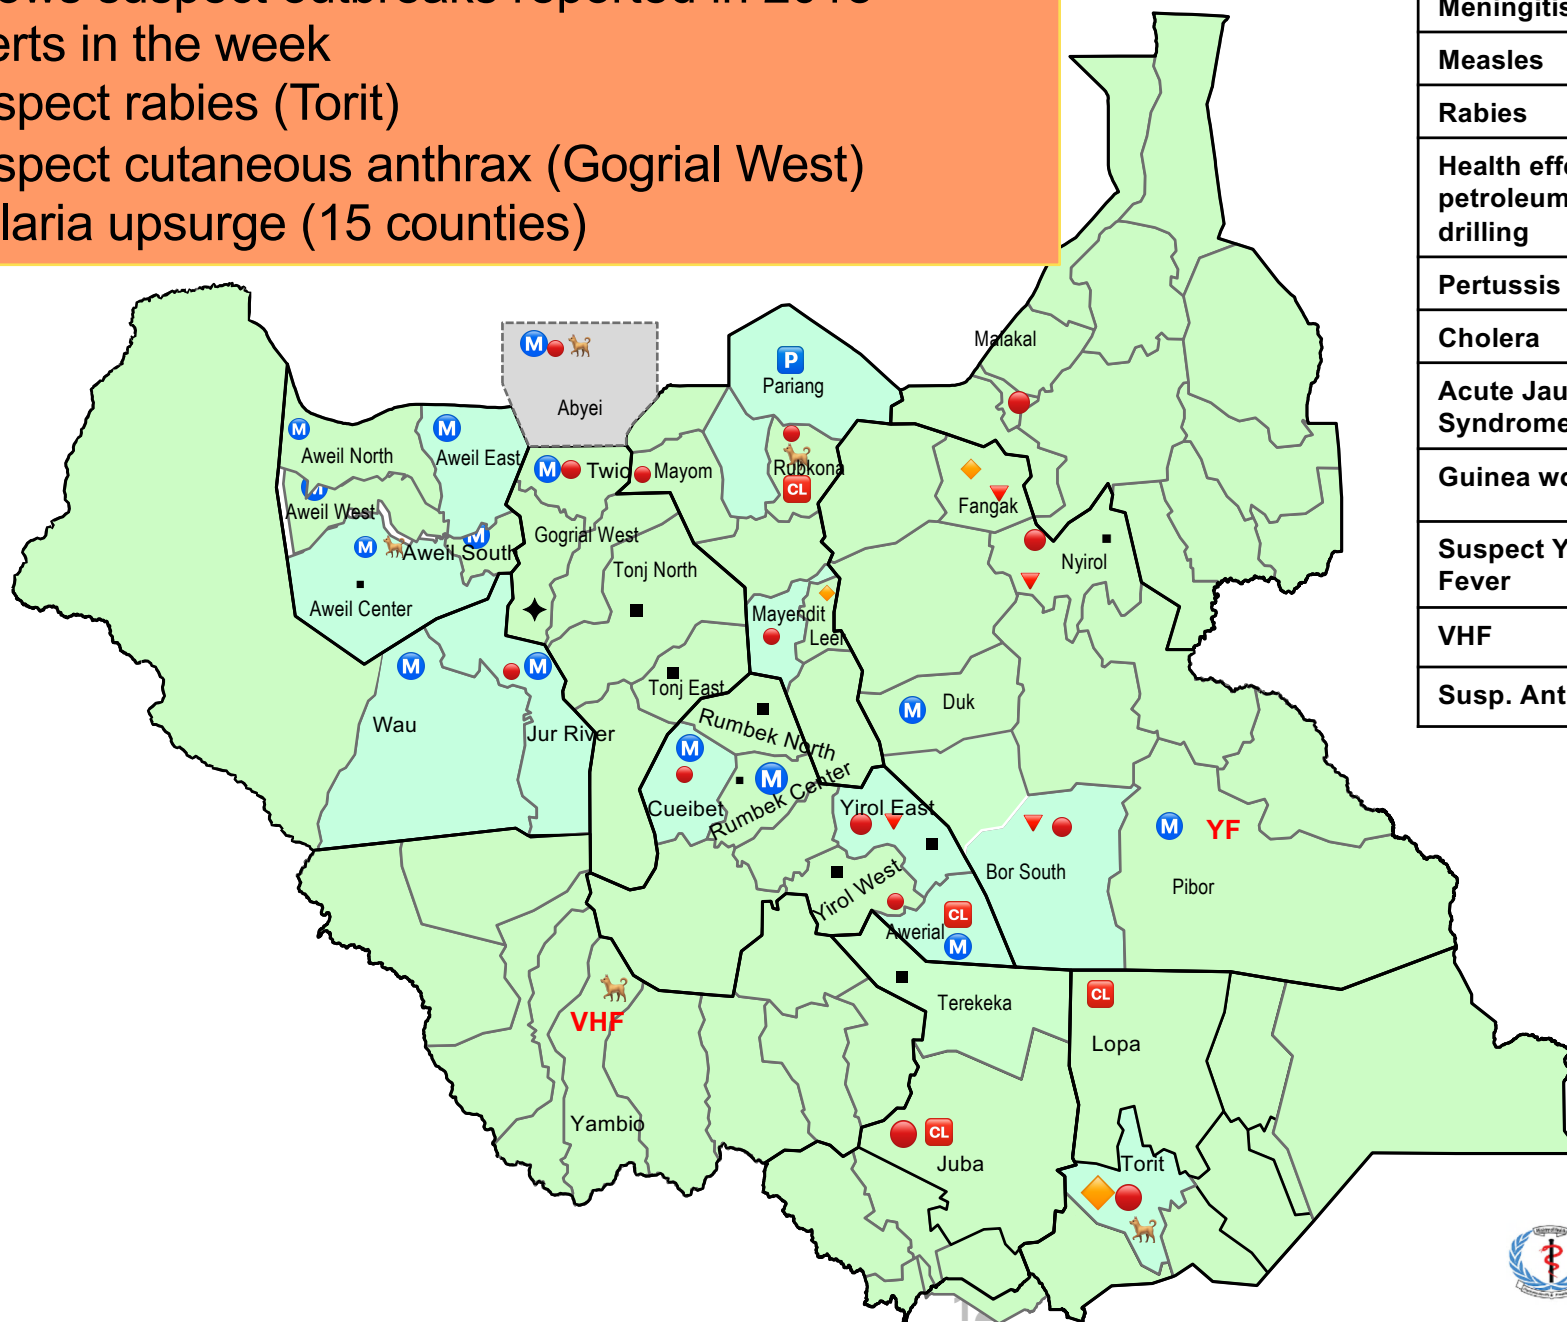 erts in the week
spect rabies (Torit)
spect cutaneous anthrax (Gogrial West)
laria upsurge (15 counties)
Measles
Rabies
Health eff
petroleum
drilling
Pertussis
Cholera
Acute Jau
Syndrome
Guinea wo
Suspect Y
Fever
VHF
Susp. Ant
Malakal
M
Abyei
P
Pariang
M
Aweil North
M
Aweil East
M
Twic
Mayom
Rubkona
CL
Fangak
M
Aweil West
Gogrial West
M
Aweil South
M
Aweil Center
Tonj North
Nyirol
Mayendit
Leer
M
Wau
M
Jur River
Tonj East
Rumbek North
M
Duk
M
Cueibet
M
Rumbek Center
Yirol East
Bor South
M
YF
Pibor
Yirol West
CL
Awerial
M
VHF
Yambio
Terekeka
CL
Lopa
CL
Juba
Torit